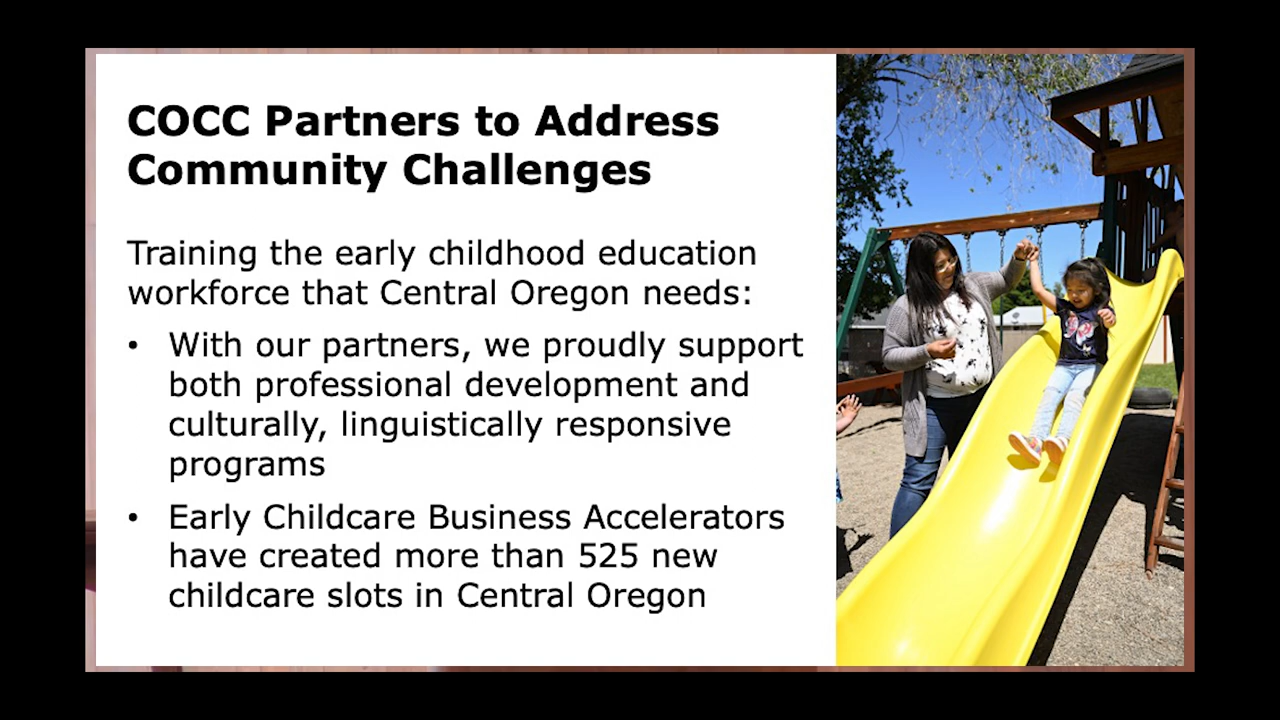 COCC Partners to Address
Community Challenges
Training the early childhood education
workforce that Central Oregon needs:
• With our partners, we proudly support
both professional development and
culturally, linguistically responsive
programs
• Early Childcare Business Accelerators
have created more than 525 new
childcare slots in Central Oregon